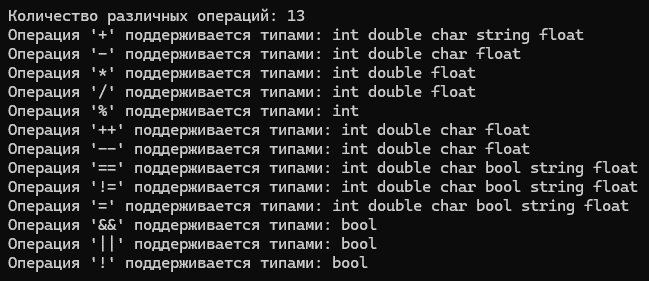 Количество различных операций: 13
Операция '+' поддерживается типами: int double char string float
Операция '-' поддерживается типами: int double char float
Операция '*' поддерживается типами: int double float
Операция '/' поддерживается типами: int double float
Операция '%' поддерживается типами: int
Операция '++' поддерживается типами: int double char float
Операция '--' поддерживается типами: int double char float
Операция '==' поддерживается типами: int double char bool string float
Операция '!=' поддерживается типами: int double char bool string float
Операция '=' поддерживается типами: int double char bool string float
Операция '&&' поддерживается типами: bool
Операция '||' поддерживается типами: bool
Операция '!' поддерживается типами: bool